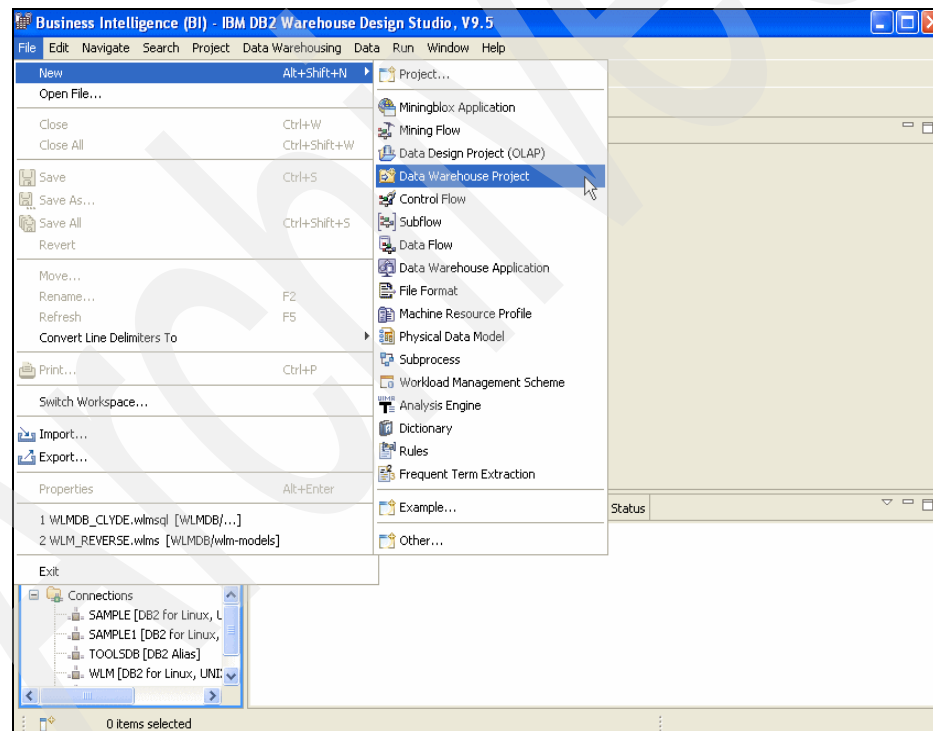 Business Intelligence (BI) - IBM DB2 Warehouse Design Studio, V9.5
File Edit Navigate Search Project Data Warehousing Data Run Window Help
New Alt+Shift+N
Open File...
Close Ctrl+W
Close All Ctrl+Shift+W
Save Ctrl+S
Save As...
Save All Ctrl+Shift+S
Revert
Move...
Rename... F2
Refresh F5
Convert Line Delimiters To
Print... Ctrl+P
Switch Workspace...
Import...
Export...
Properties Alt+Enter
1 WLMDB_CLYDE.wlmsql [WLMDB/...]
2 WLM_REVERSE.wlms [WLMDB/wlm-models]
Exit
Project...
Miningblox Application
Mining Flow
Data Design Project (OLAP)
Data Warehouse Project
Control Flow
Subflow
Data Flow
Data Warehouse Application
File Format
Machine Resource Profile
Physical Data Model
Subprocess
Workload Management Scheme
Analysis Engine
Dictionary
Rules
Frequent Term Extraction
Example...
Other...
Status
Connections
SAMPLE [DB2 for Linux, U
SAMPLE1 [DB2 for Linux,
TOOLSDB [DB2 Alias]
WLM [DB2 for Linux, UNI
0 items selected